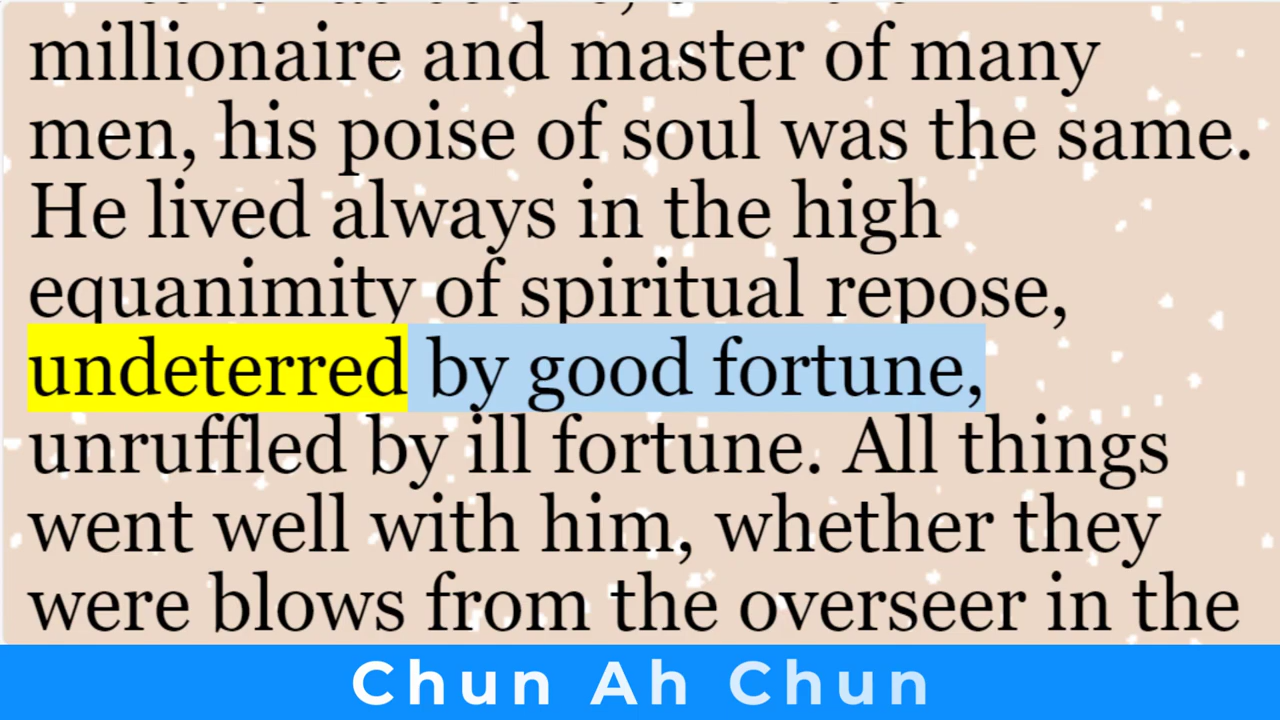 millionaire and master of many
men, his poise of soul was the same.
He lived always in the high
equanimity of spiritual repose,
undeterred by good fortune,
unruffled by ill fortune. All things
went well with him, whether they
were blows from the overseer in the
Chun Ah Chun